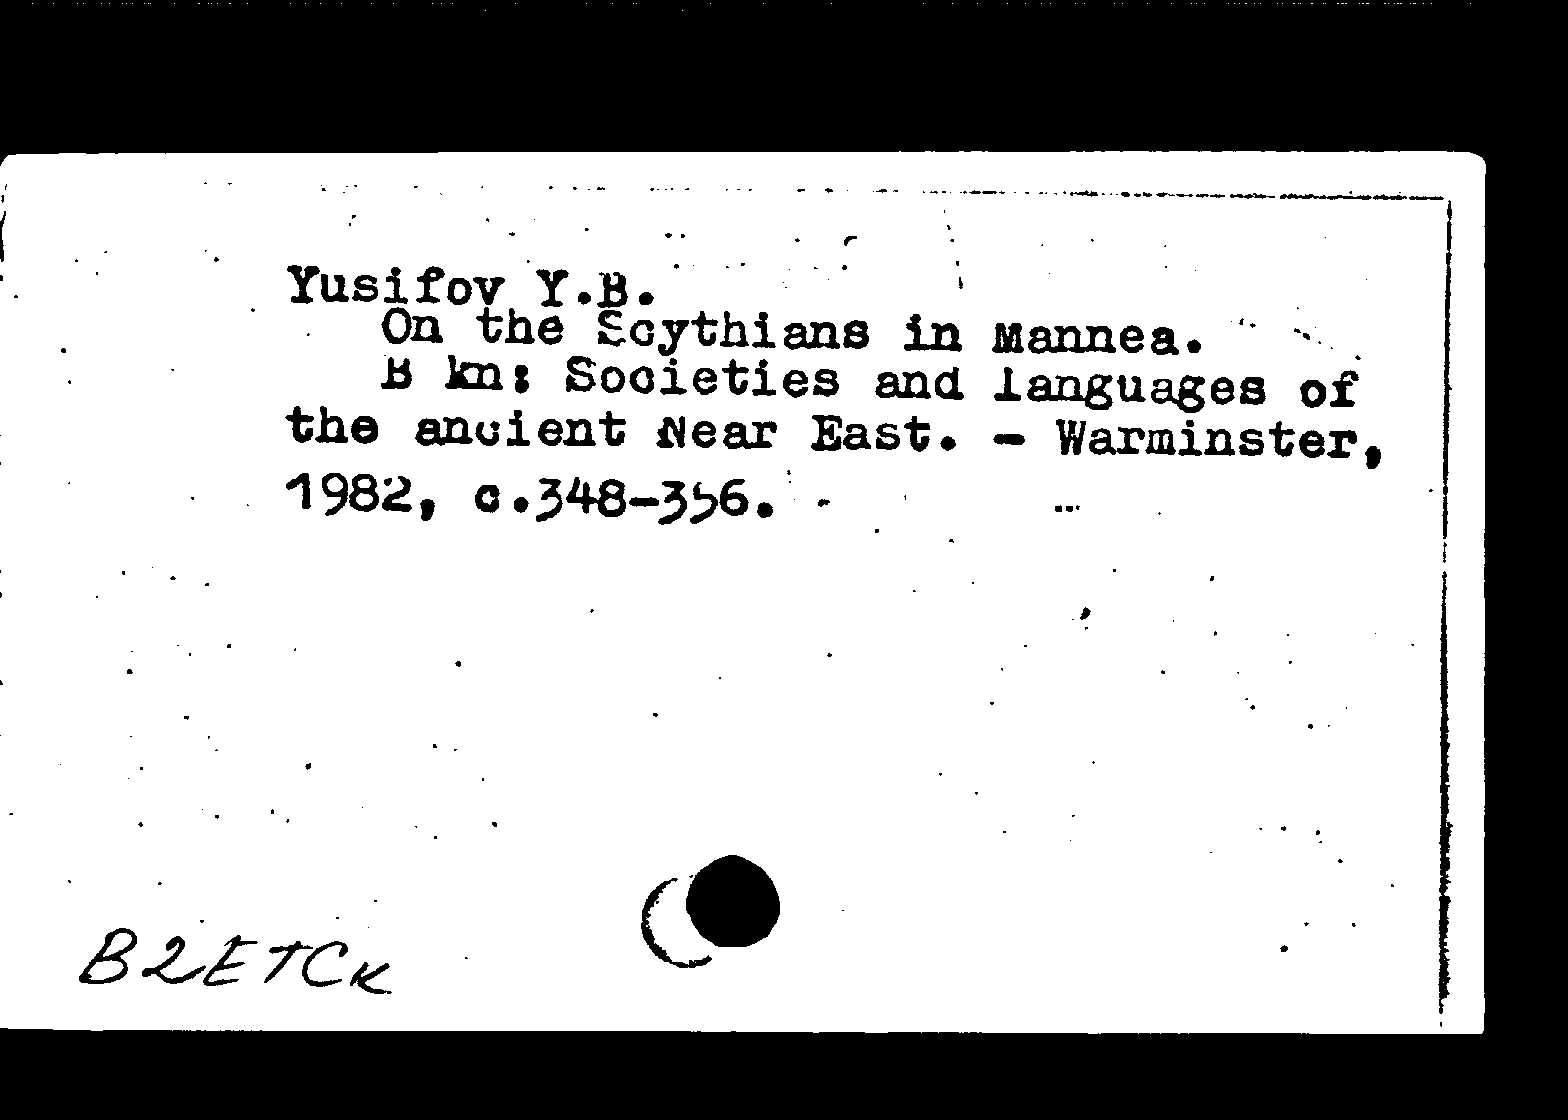 Yusifov Y.B.
On the Scythians in Mannea.
B kn: Societies and languages of
the ancient Near East. - Warminster,
1982, c.348-356.
B2ETCK